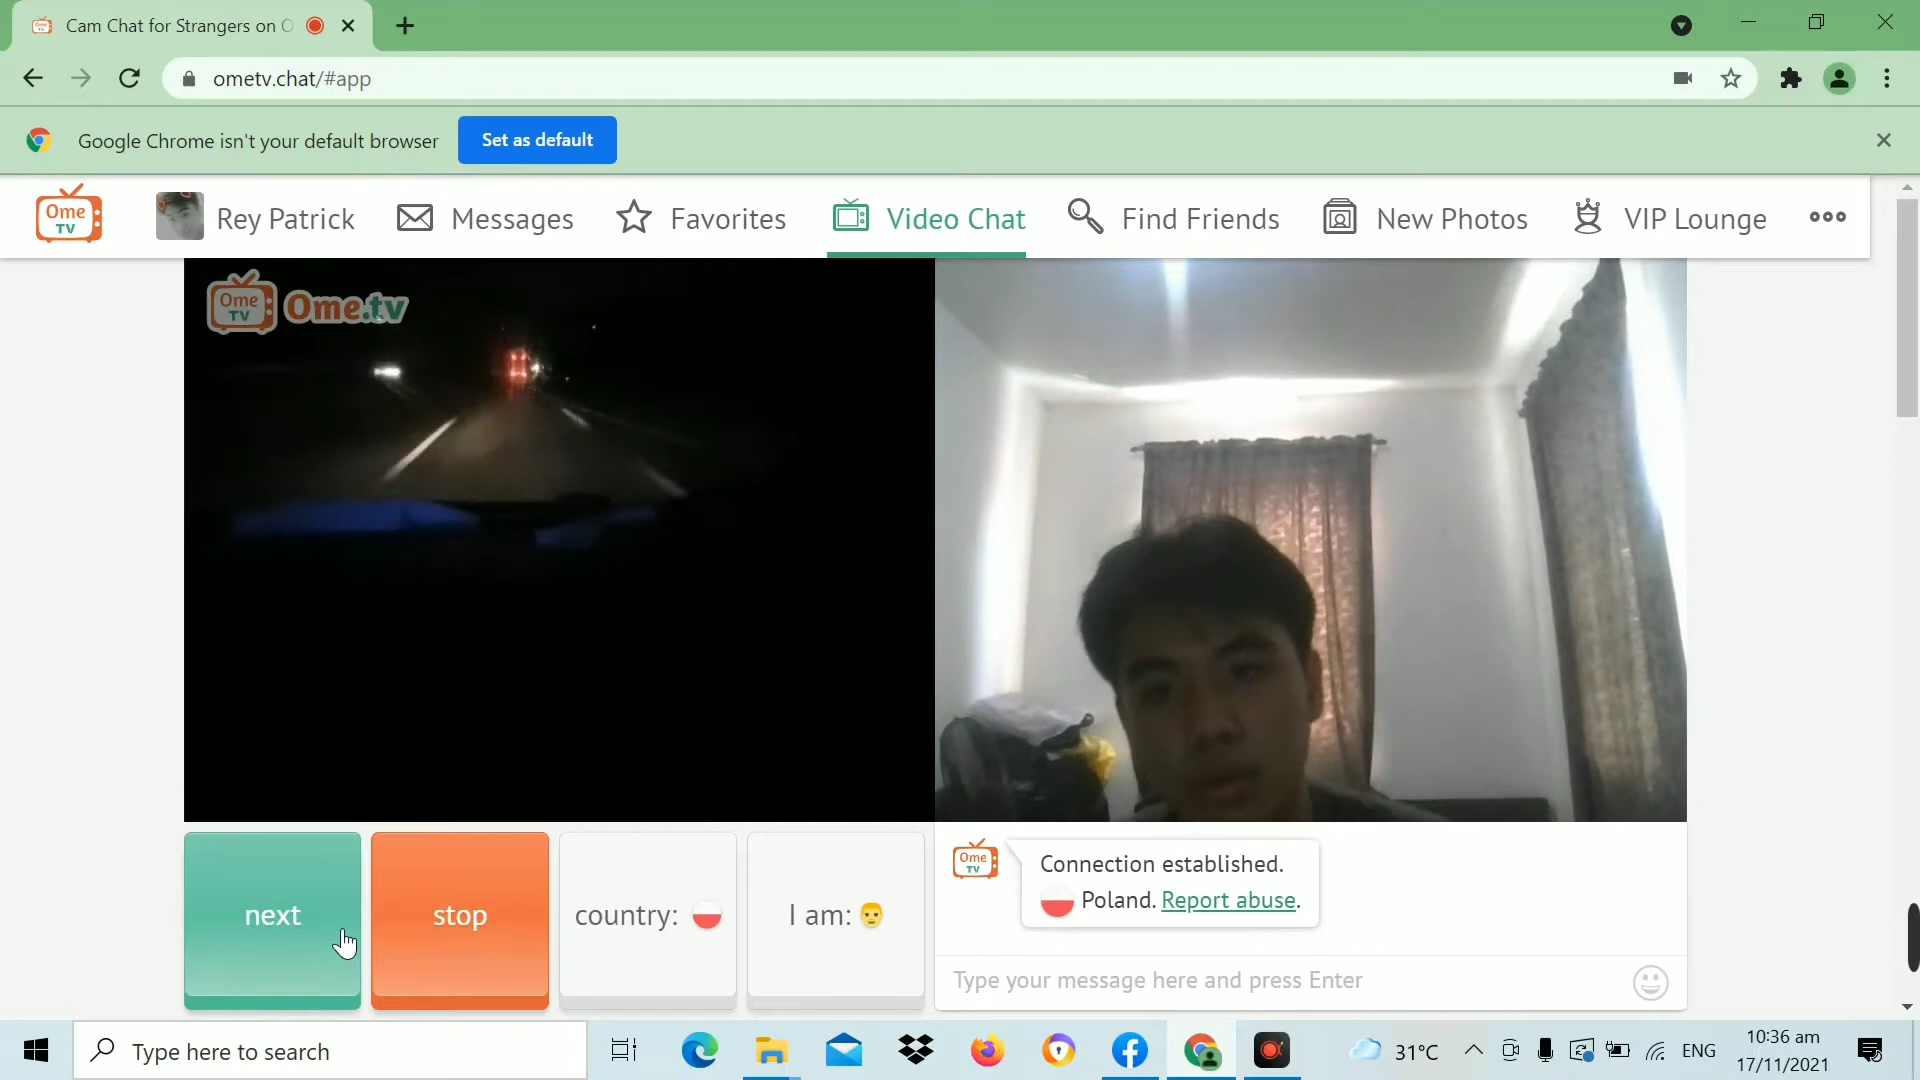 Cam Chat for Strangers on O
ometv.chat/#app
Google Chrome isn't your default browser
Set as default
Ome
TV
Rey Patrick
Messages
Favorites
Video Chat
Find Friends
New Photos
VIP Lounge
Ome
TV
Ome.tv
next
stop
country:
I am:
Ome
TV
Connection established.
Poland. Report abuse.
Type your message here and press Enter
Type here to search
31°C
ENG
10:36 am
17/11/2021